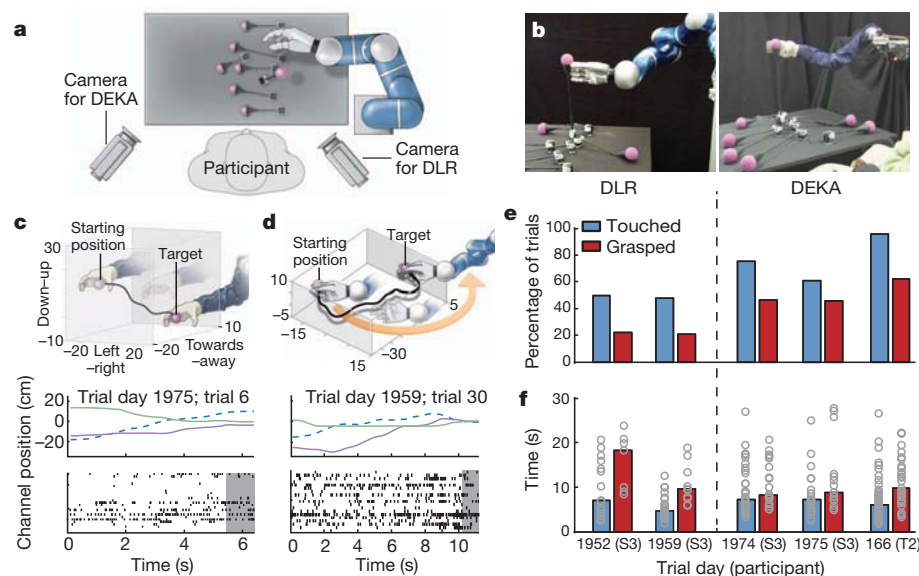 a
Camera
for DEKA
Participant
Camera
for DLR
b
DLR
DEKA
c
Starting
position
Target
30
Down–up
–10
–20
Left
–right
20
–20
–10
Towards
–away
d
Starting
position
Target
10
–5
–15
15
–30
5
Channel position (cm)
20
0
–20
Trial day 1975; trial 6
Trial day 1959; trial 30
0 2 4 6
Time (s)
0 2 4 6 8 10
Time (s)
e
Percentage of trials
100
80
60
40
20
0
Touched
Grasped
f
Time (s)
30
20
10
0
1952 (S3) 1959 (S3) 1974 (S3) 1975 (S3) 166 (T2)
Trial day (participant)